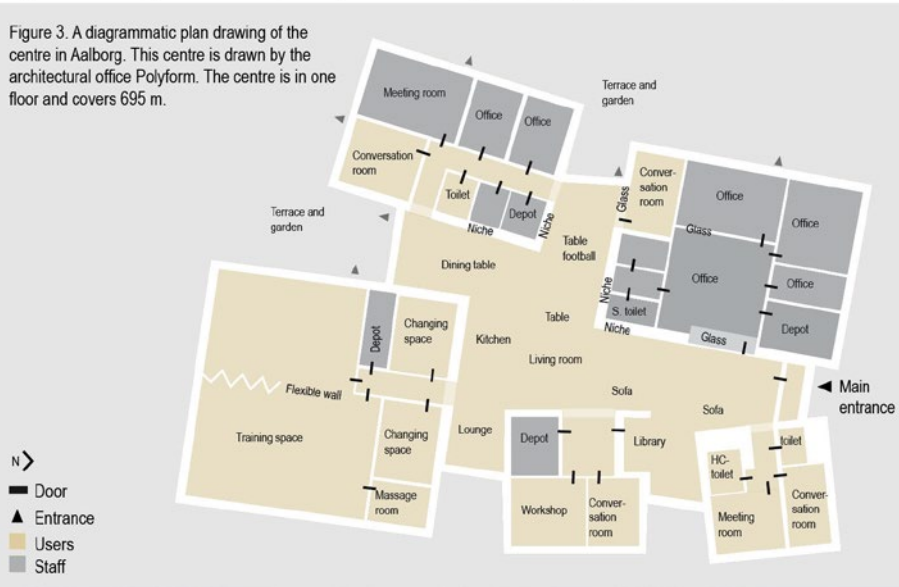 Figure 3. A diagrammatic plan drawing of the
centre in Aalborg. This centre is drawn by the
architectural office Polyform. The centre is in one
floor and covers 695 m.
Meeting room
Office
Office
Terrace and
garden
Conversation
room
Toilet
Depot
Niche
Niche
Terrace and
garden
Dining table
Table
football
Glass
Conver-
sation
room
Office
Office
Glass
Office
Office
Niche
S. toilet
Niche
Glass
Depot
Depot
Changing
space
Kitchen
Table
Living room
Flexible wall
Sofa
Sofa
Main
entrance
Training space
Changing
space
Lounge
Depot
Library
toilet
HC-
toilet
Massage
room
Workshop
Conver-
sation
room
Meeting
room
Conver-
sation
room
N
Door
Entrance
Users
Staff